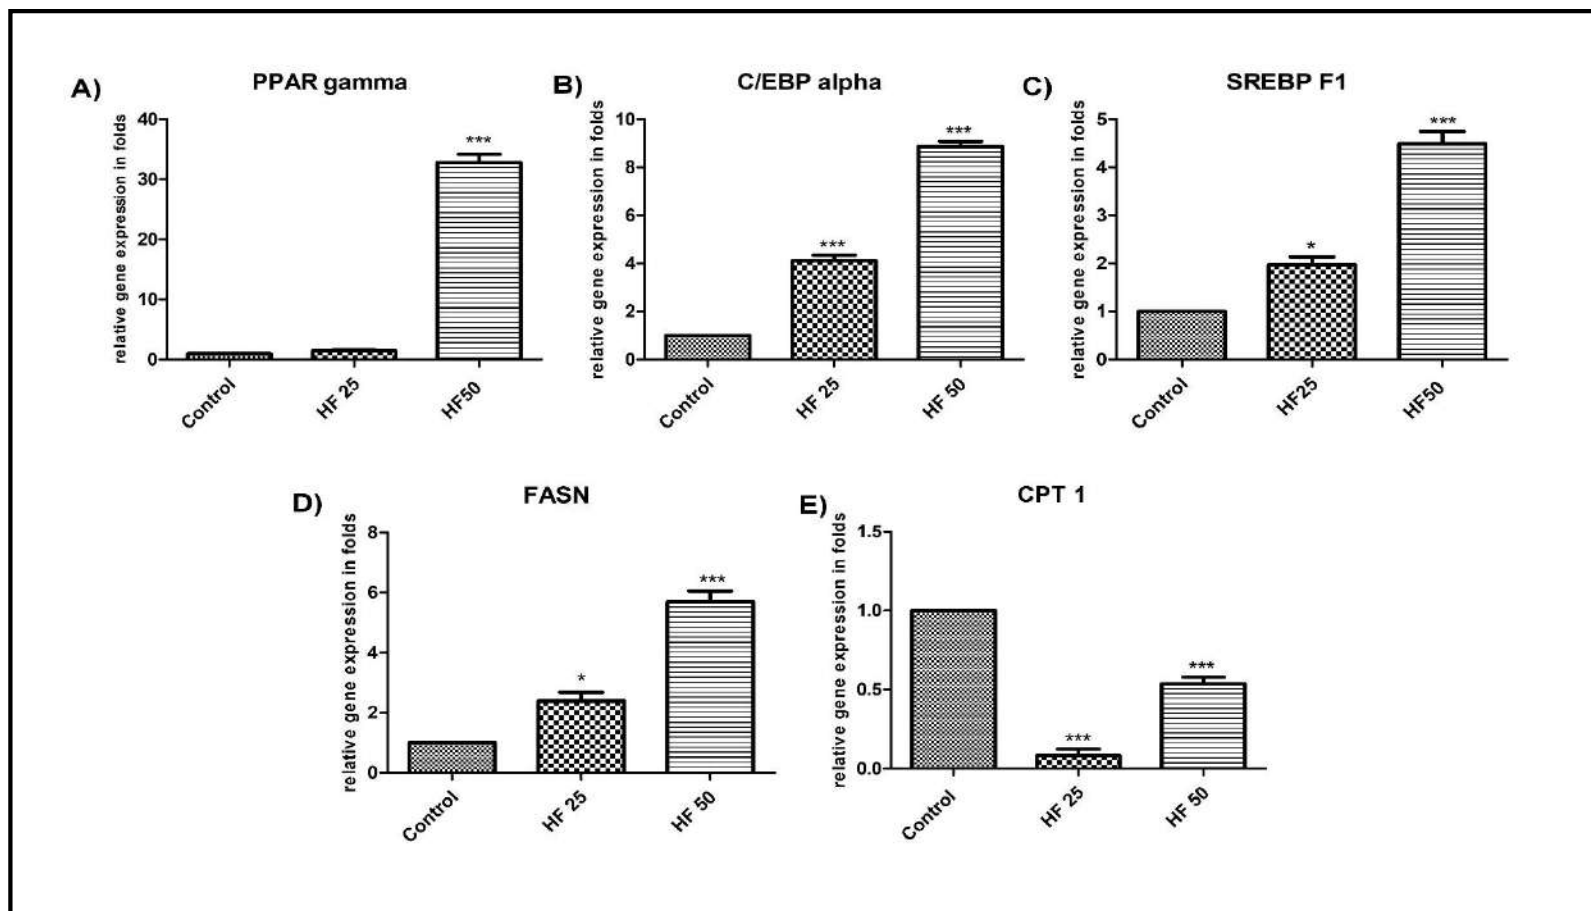 A)
PPAR gamma
relative gene expression in folds
40
30
20
10
0
***
Control
HF 25
HF50
B)
C/EBP alpha
relative gene expression in folds
10
8
6
4
2
0
***
***
Control
HF 25
HF 50
C)
SREBP F1
relative gene expression in folds
5
4
3
2
1
0
*
***
Control
HF25
HF50
D)
FASN
relative gene expression in folds
8
6
4
2
0
*
***
Control
HF 25
HF 50
E)
CPT 1
relative gene expression in folds
1.5
1.0
0.5
0.0
***
***
Control
HF 25
HF 50